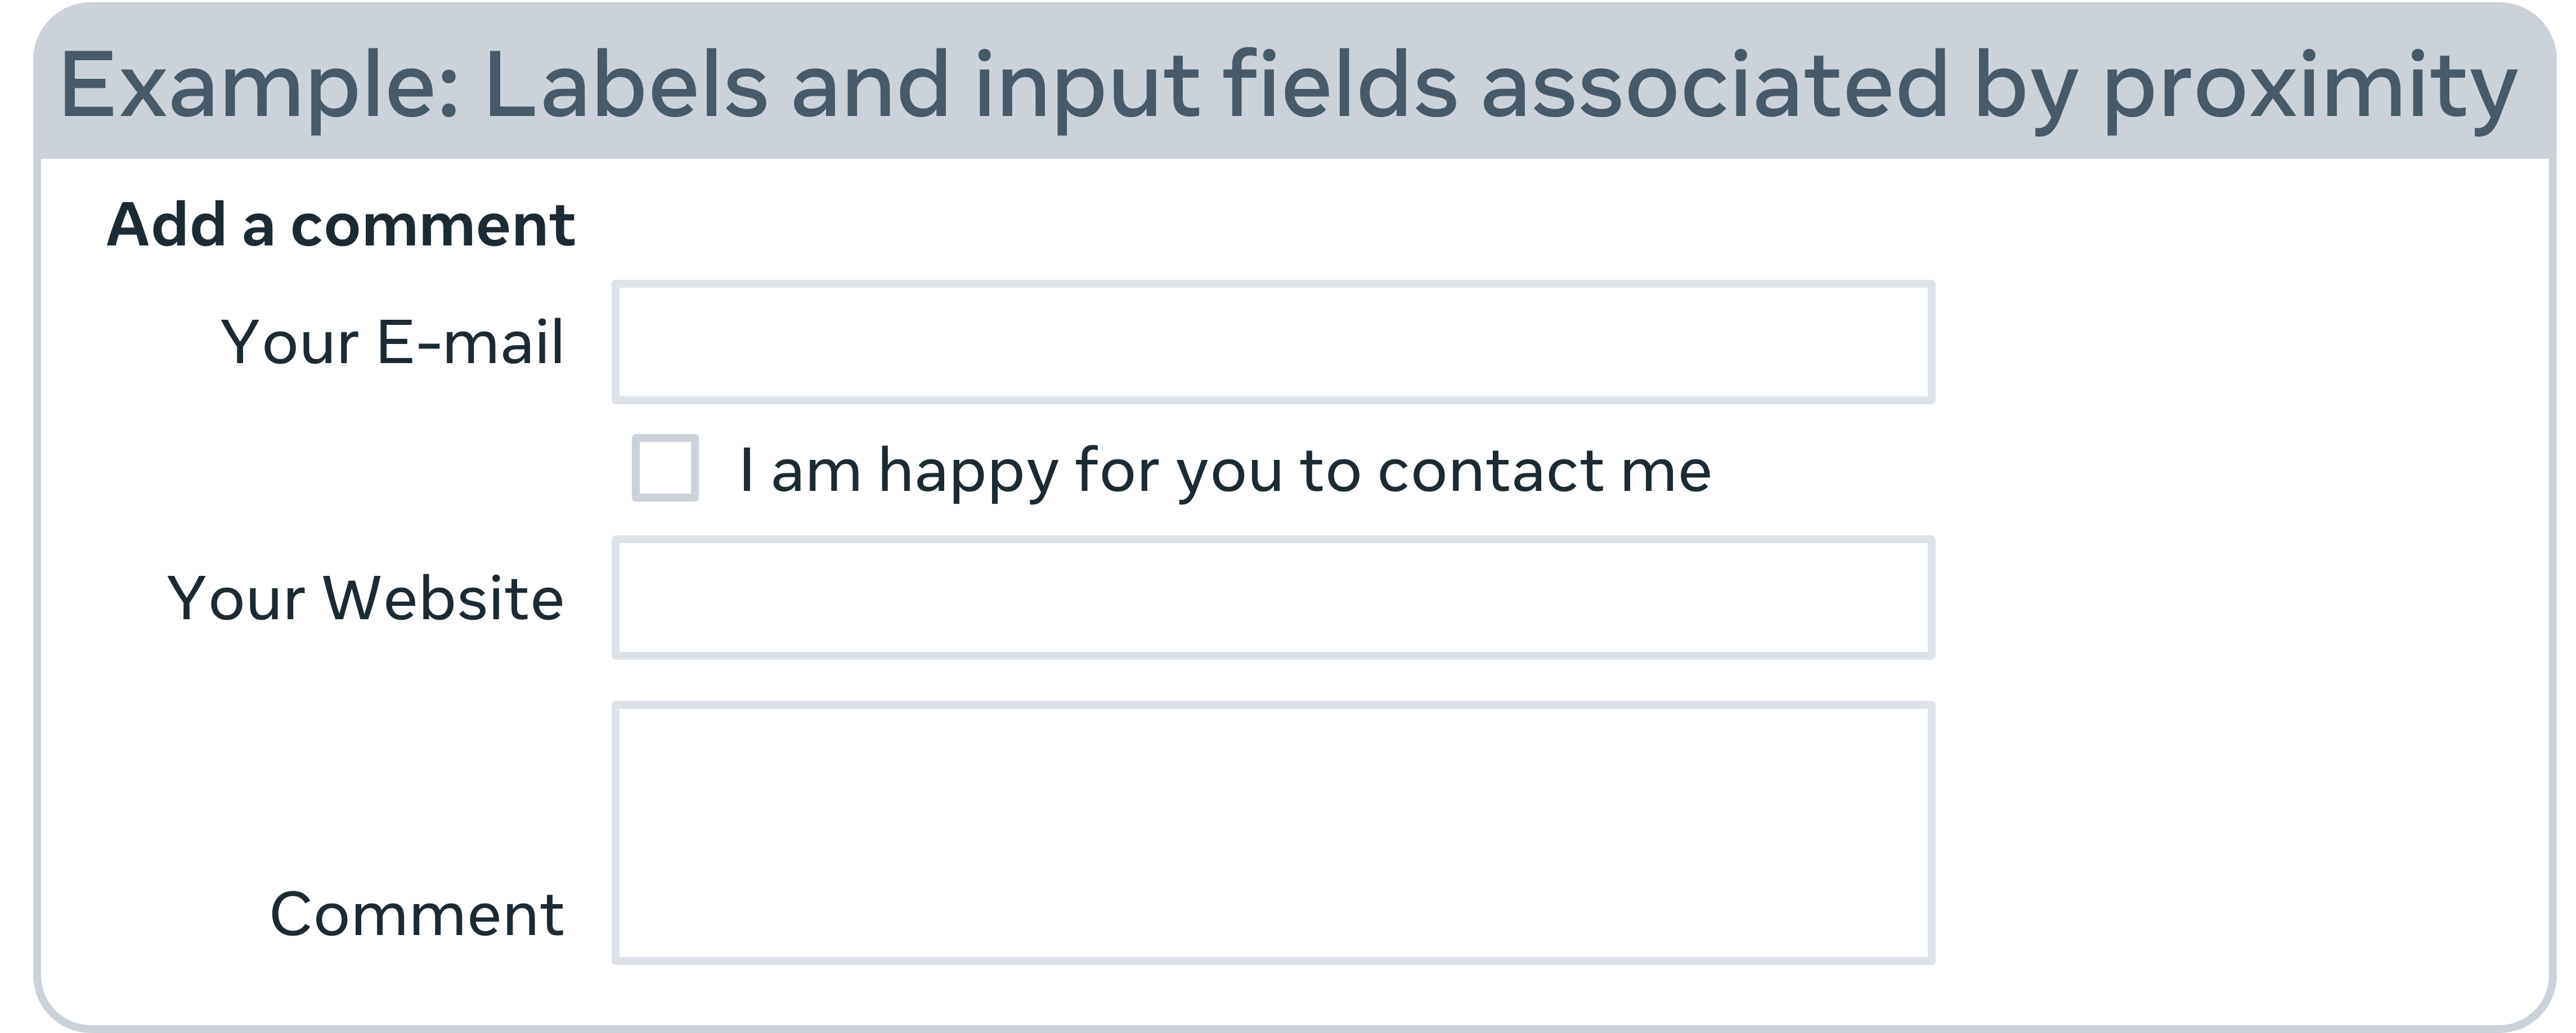 Example: Labels and input fields associated by proximity
Add a comment
Your E-mail
I am happy for you to contact me
Your Website
Comment